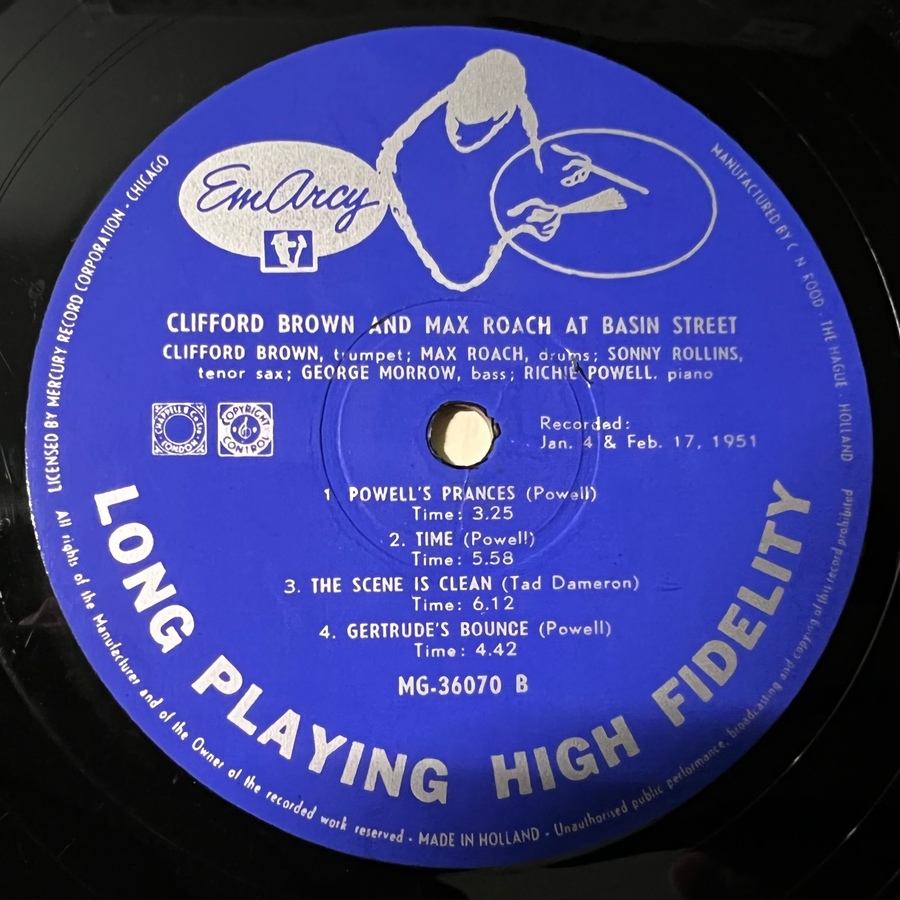 EmArcy
CLIFFORD BROWN AND MAX ROACH AT BASIN STREET
CLIFFORD BROWN, trumpet; MAX ROACH, drums; SONNY ROLLINS,
tenor sax; GEORGE MORROW, bass; RICHIE POWELL. piano
CHAPPELL & Co. Ltd
LONDON
COPYRIGHT
CONTROL
Recorded:
Jan. 4 & Feb. 17, 1951
1. POWELL'S PRANCES (Powell)
Time: 3.25
2. TIME (Powell)
Time: 5.58
3. THE SCENE IS CLEAN (Tad Dameron)
Time: 6.12
4. GERTRUDE'S BOUNCE (Powell)
Time: 4.42
MG-36070 B
LONG PLAYING HIGH FIDELITY
LICENSED BY MERCURY RECORD CORPORATION - CHICAGO
MANUFACTURED BY C N ROOD - THE HAGUE - HOLLAND
All rights of the Manufacturer and of the Owner of the recorded work reserved - MADE IN HOLLAND - Unauthorised public performance, broadcasting and copying of this record prohibited